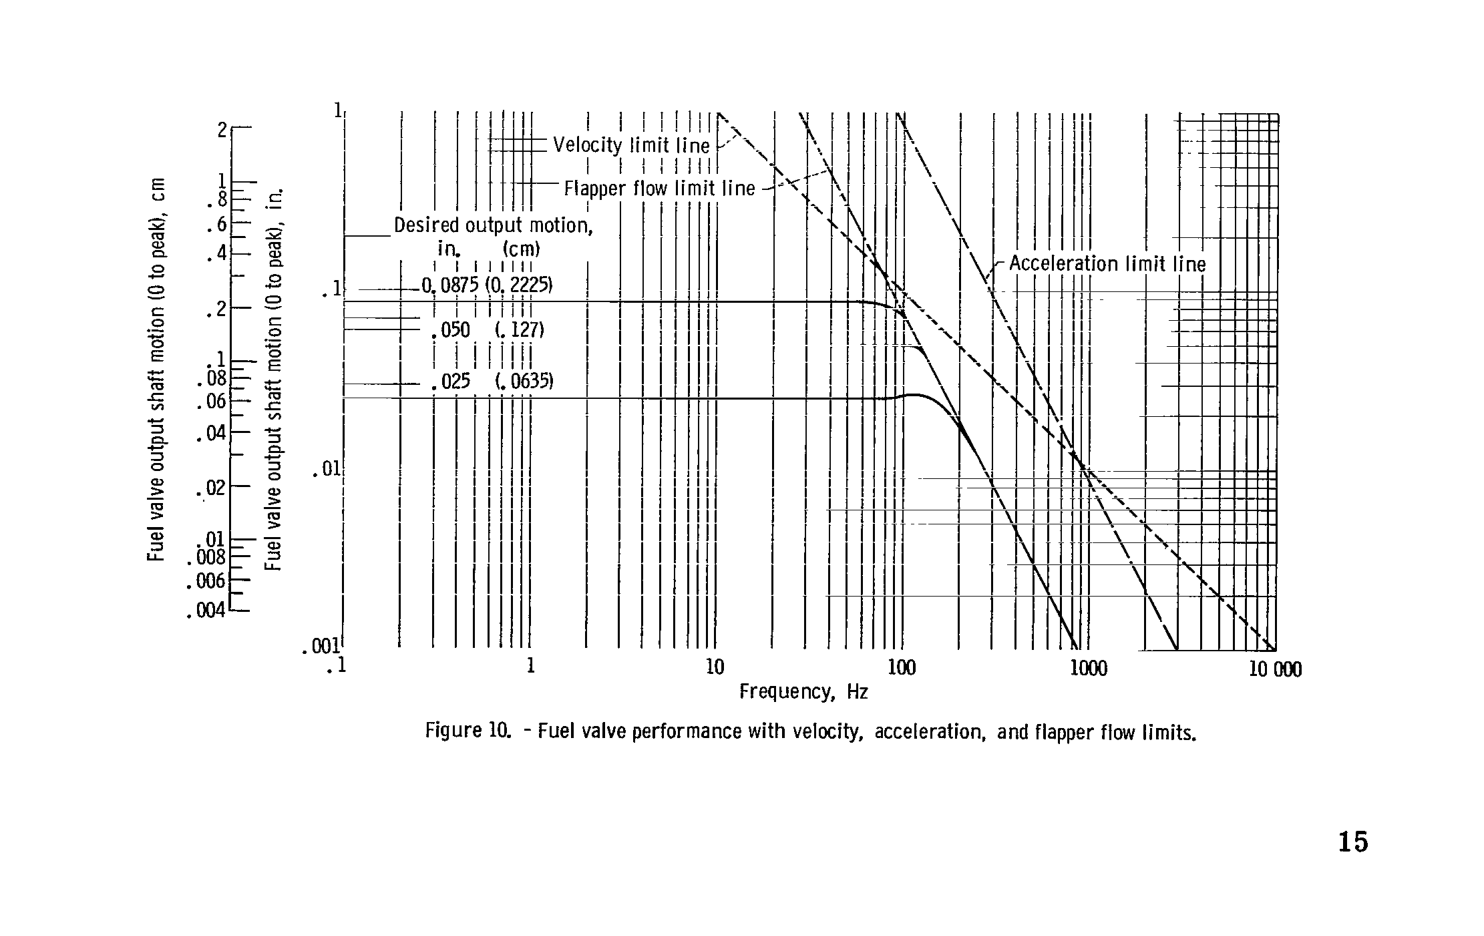 Fuel valve output shaft motion (0 to peak), cm
2
1
.8
.6
.4
.2
.1
.08
.06
.04
.02
.01
.008
.006
.004
Fuel valve output shaft motion (0 to peak), in.
1
.1
.01
.001
Velocity limit line
Flapper flow limit line
Desired output motion,
in. (cm)
0.0875 (0.2225)
.050 (.127)
.025 (.0635)
Acceleration limit line
.1 1 10 100 1000 10 000
Frequency, Hz
Figure 10. - Fuel valve performance with velocity, acceleration, and flapper flow limits.
15